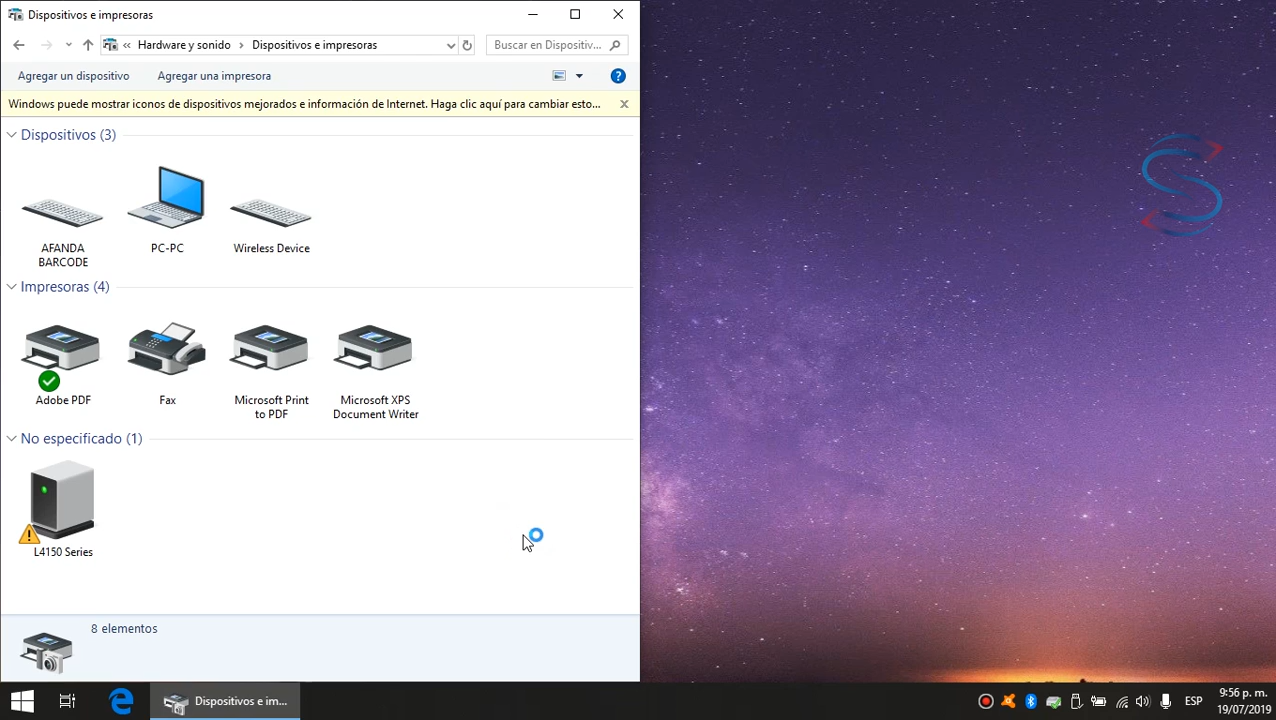 Dispositivos e impresoras
« Hardware y sonido > Dispositivos e impresoras
Buscar en Dispositiv...
Agregar un dispositivo
Agregar una impresora
?
Windows puede mostrar iconos de dispositivos mejorados e información de Internet. Haga clic aquí para cambiar esto...
Dispositivos (3)
AFANDA
BARCODE
PC-PC
Wireless Device
Impresoras (4)
Adobe PDF
Fax
Microsoft Print
to PDF
Microsoft XPS
Document Writer
No especificado (1)
L4150 Series
8 elementos
Dispositivos e im...
ESP
9:56 p. m.
19/07/2019